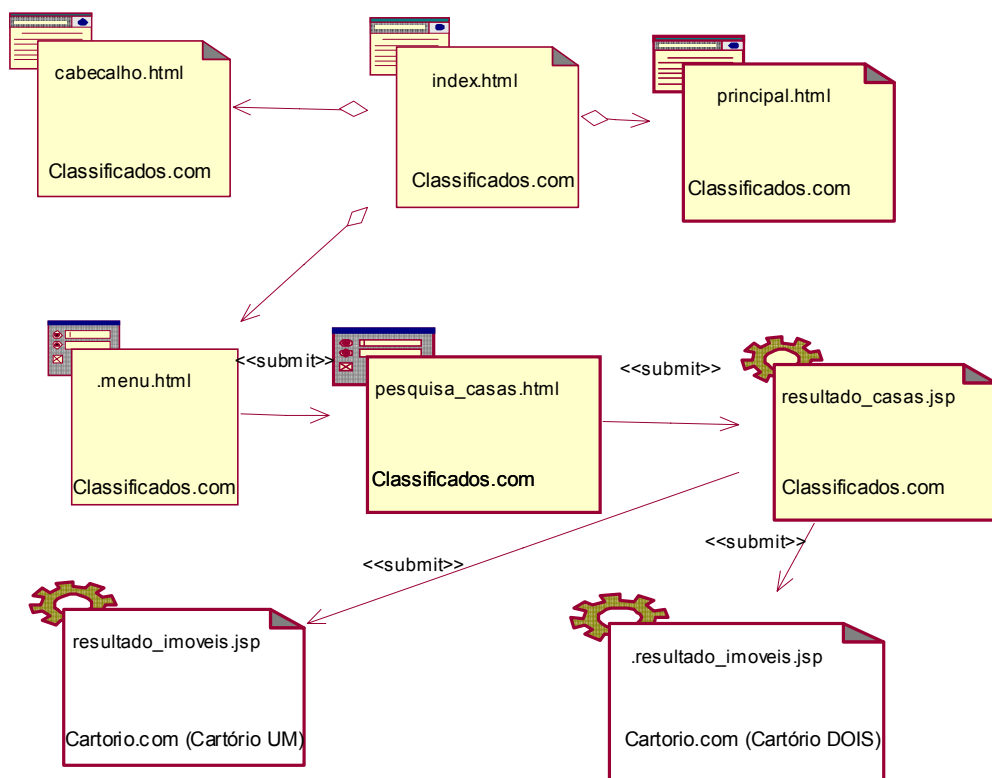 cabecalho.html
Classificados.com
index.html
Classificados.com
principal.html
Classificados.com
.menu.html
Classificados.com
<<submit>>
pesquisa_casas.html
Classificados.com
<<submit>>
resultado_casas.jsp
Classificados.com
<<submit>>
<<submit>>
resultado_imoveis.jsp
Cartorio.com (Cartório UM)
.resultado_imoveis.jsp
Cartorio.com (Cartório DOIS)